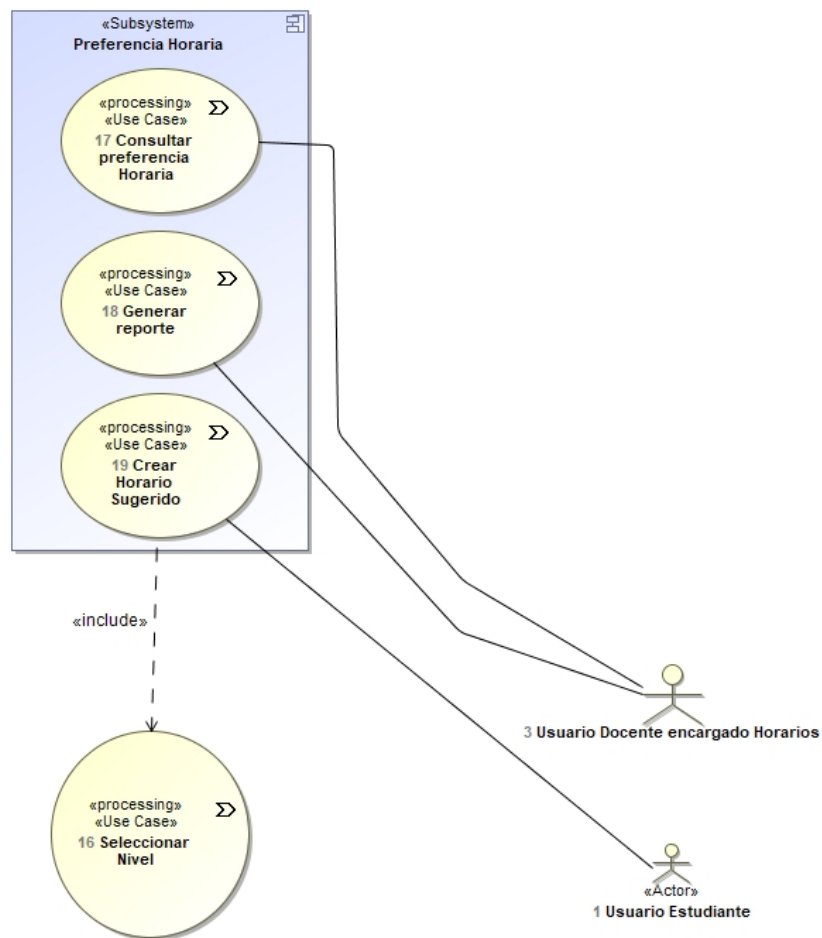 «Subsystem»
Preferencia Horaria
«processing»
«Use Case»
17 Consultar
preferencia
Horaria
«processing»
«Use Case»
18 Generar
reporte
«processing»
«Use Case»
19 Crear
Horario
Sugerido
«include»
3 Usuario Docente encargado Horarios
«processing»
«Use Case»
16 Seleccionar
Nivel
«Actor»
1 Usuario Estudiante